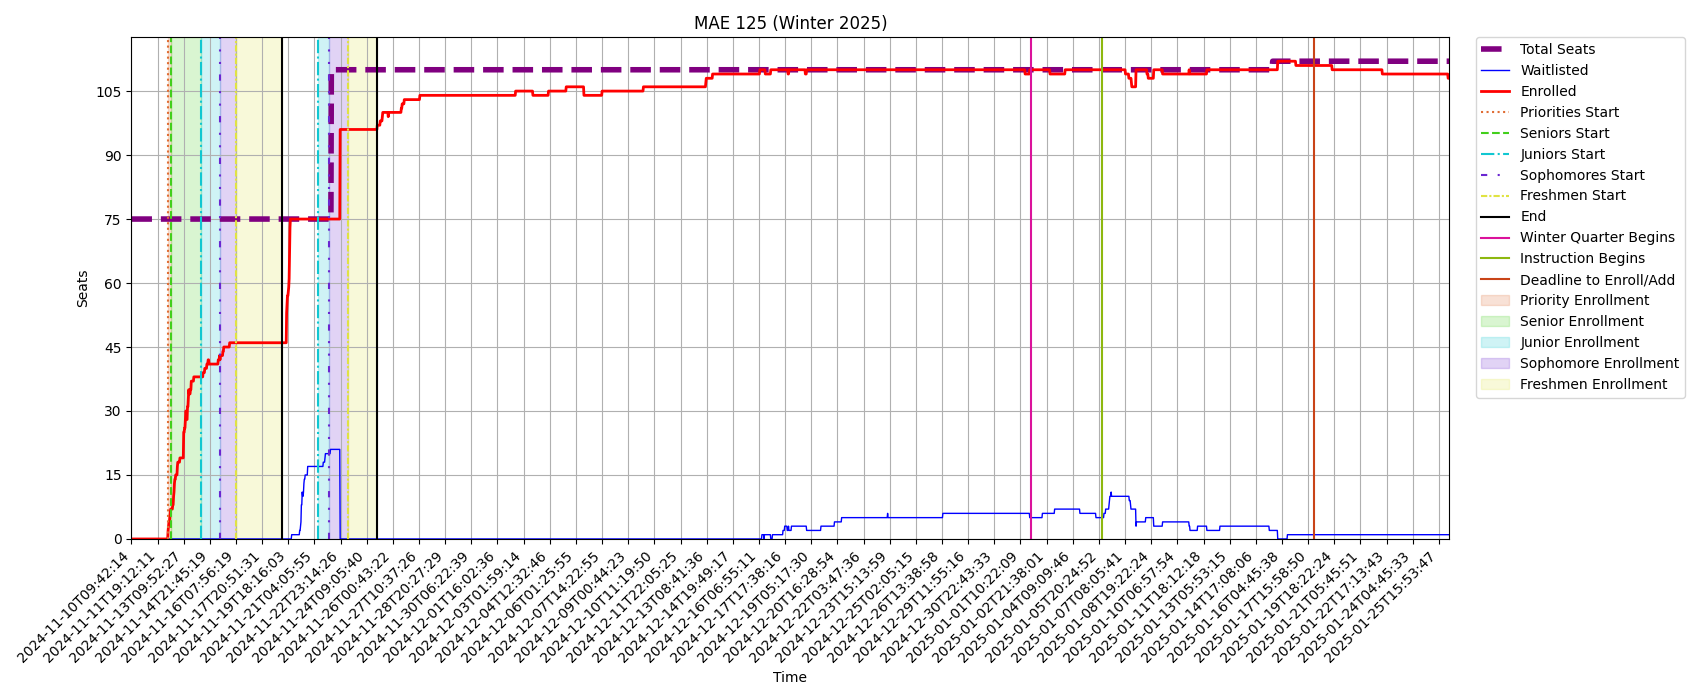 MAE 125 (Winter 2025)
Total Seats
Waitlisted
Enrolled
Priorities Start
Seniors Start
Juniors Start
Sophomores Start
Freshmen Start
End
Winter Quarter Begins
Instruction Begins
Deadline to Enroll/Add
Priority Enrollment
Senior Enrollment
Junior Enrollment
Sophomore Enrollment
Freshmen Enrollment
Seats
105
90
75
60
45
30
15
0
2024-11-10T09:42:14
2024-11-11T19:12:11
2024-11-13T09:52:27
2024-11-14T21:45:19
2024-11-16T07:56:19
2024-11-17T20:51:31
2024-11-19T18:16:03
2024-11-21T04:05:55
2024-11-22T23:14:26
2024-11-24T09:05:40
2024-11-26T00:43:22
2024-11-27T10:37:26
2024-11-28T20:27:29
2024-11-30T06:22:39
2024-12-01T16:02:36
2024-12-03T01:59:14
2024-12-04T12:32:46
2024-12-06T01:25:55
2024-12-07T14:22:55
2024-12-09T00:44:23
2024-12-10T11:19:50
2024-12-11T22:05:25
2024-12-13T08:41:36
2024-12-14T19:49:17
2024-12-16T06:55:11
2024-12-17T17:38:16
2024-12-19T05:17:30
2024-12-20T16:28:54
2024-12-22T03:47:36
2024-12-23T15:13:59
2024-12-25T02:05:15
2024-12-26T13:38:58
2024-12-29T11:55:16
2024-12-30T22:43:33
2025-01-01T10:22:09
2025-01-02T21:38:01
2025-01-04T09:09:46
2025-01-05T20:24:52
2025-01-07T08:05:41
2025-01-08T19:22:24
2025-01-10T06:57:54
2025-01-11T18:12:18
2025-01-13T05:53:15
2025-01-14T17:08:06
2025-01-16T04:45:38
2025-01-17T15:58:50
2025-01-19T18:22:24
2025-01-21T05:45:51
2025-01-22T17:13:43
2025-01-24T04:45:33
2025-01-25T15:53:47
Time